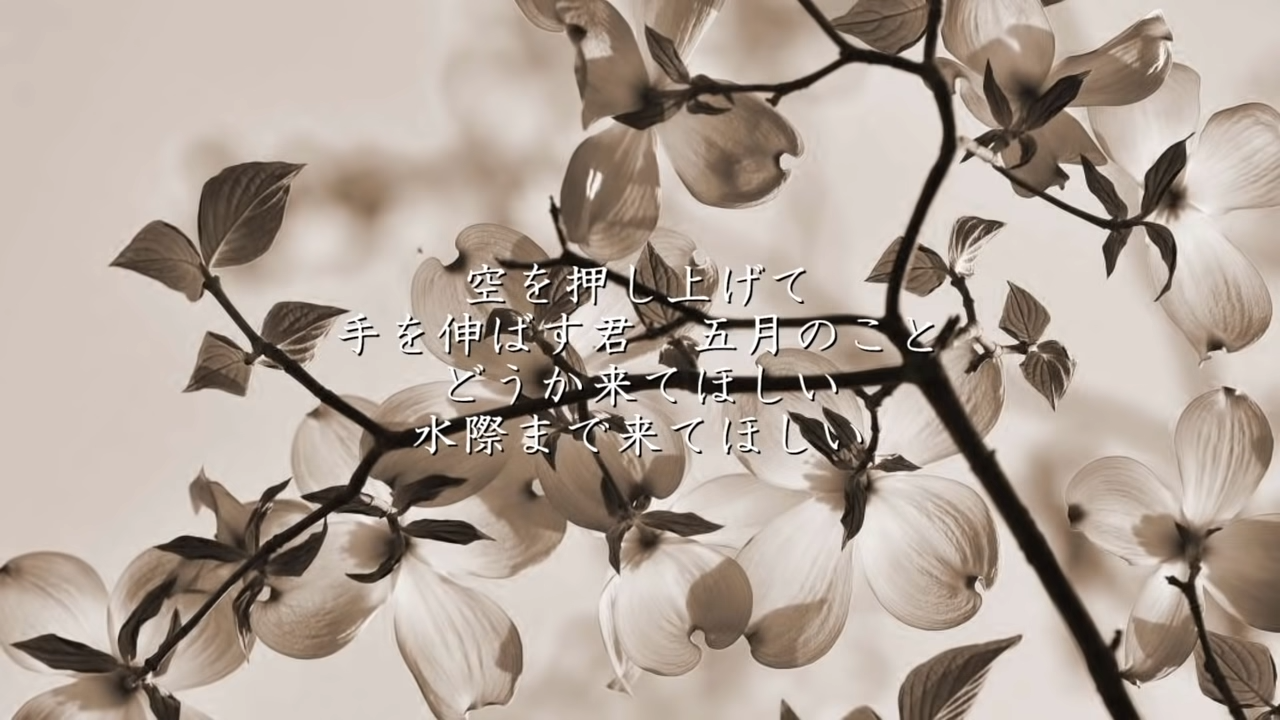 空を押し上げて
手を伸ばす君　五月のこと
どうか来てほしい
水際まで来てほしい